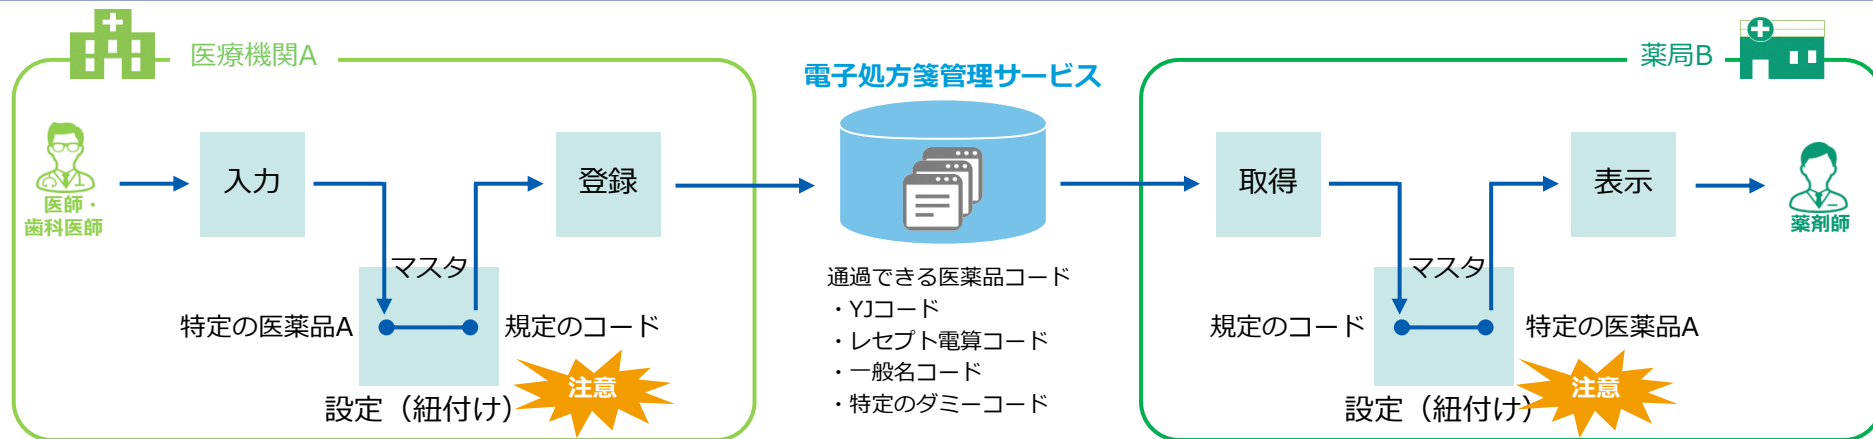 医療機関A
医師・
歯科医師
入力
登録
マスタ
特定の医薬品A
規定のコード
設定（紐付け）
注意
電子処方箋管理サービス
通過できる医薬品コード
・YJコード
・レセプト電算コード
・一般名コード
・特定のダミーコード
薬局B
取得
表示
薬剤師
マスタ
規定のコード
特定の医薬品A
設定（紐付け）
注意